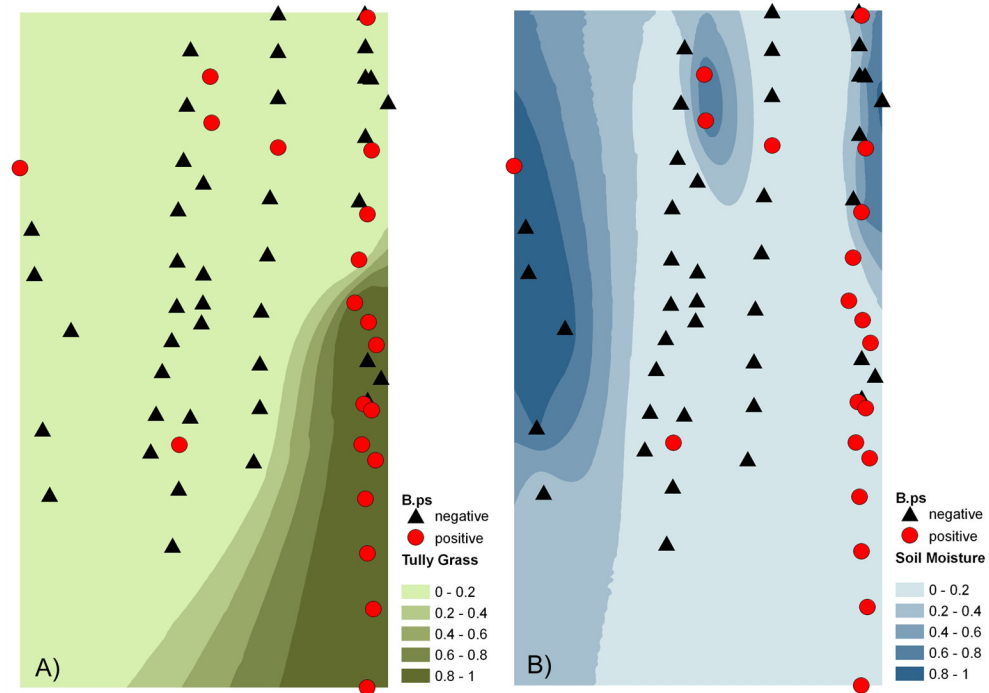 B.ps
negative
positive
Tully Grass
0 - 0.2
0.2 - 0.4
0.4 - 0.6
0.6 - 0.8
0.8 - 1
A)
B.ps
negative
positive
Soil Moisture
0 - 0.2
0.2 - 0.4
0.4 - 0.6
0.6 - 0.8
0.8 - 1
B)